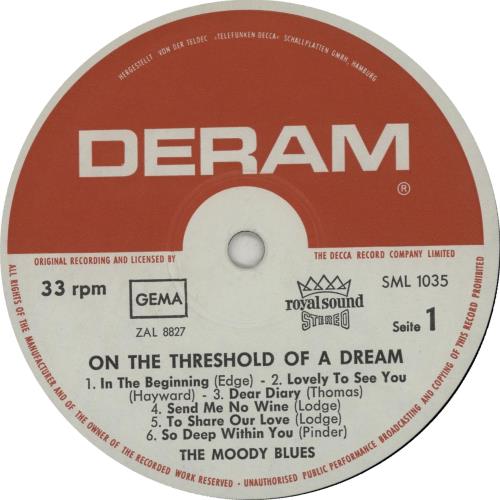 HERGESTELLT VON DER TELDEC »TELEFUNKEN DECCA« SCHALLPLATTEN GMBH, HAMBURG
DERAM
®
ORIGINAL RECORDING AND LICENSED BY THE DECCA RECORD COMPANY LIMITED
33 rpm
GEMA
royal sound
STEREO
SML 1035
ZAL 8827
Seite 1
ON THE THRESHOLD OF A DREAM
1. In The Beginning (Edge) - 2. Lovely To See You
(Hayward) - 3. Dear Diary (Thomas)
4. Send Me No Wine (Lodge)
5. To Share Our Love (Lodge)
6. So Deep Within You (Pinder)
THE MOODY BLUES
ALL RIGHTS OF THE MANUFACTURER AND OF THE OWNER OF THE RECORDED WORK RESERVED - UNAUTHORISED PUBLIC PERFORMANCE BROADCASTING AND COPYING OF THIS RECORD PROHIBITED